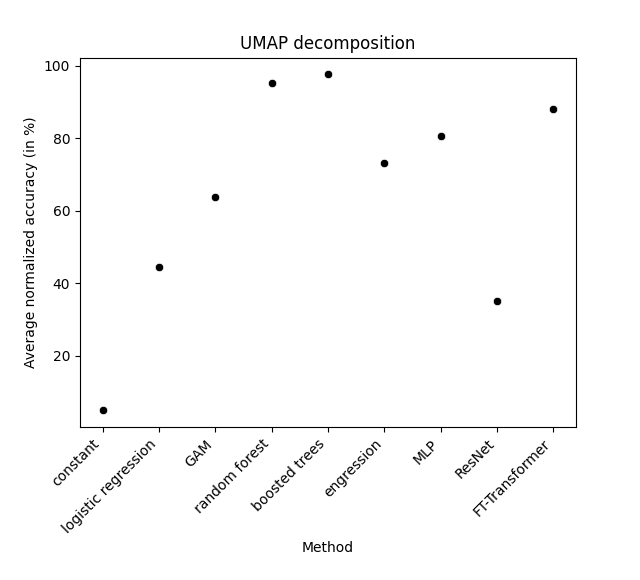 UMAP decomposition
Average normalized accuracy (in %)
100
80
60
40
20
constant
logistic regression
GAM
random forest
boosted trees
engression
MLP
ResNet
FT-Transformer
Method